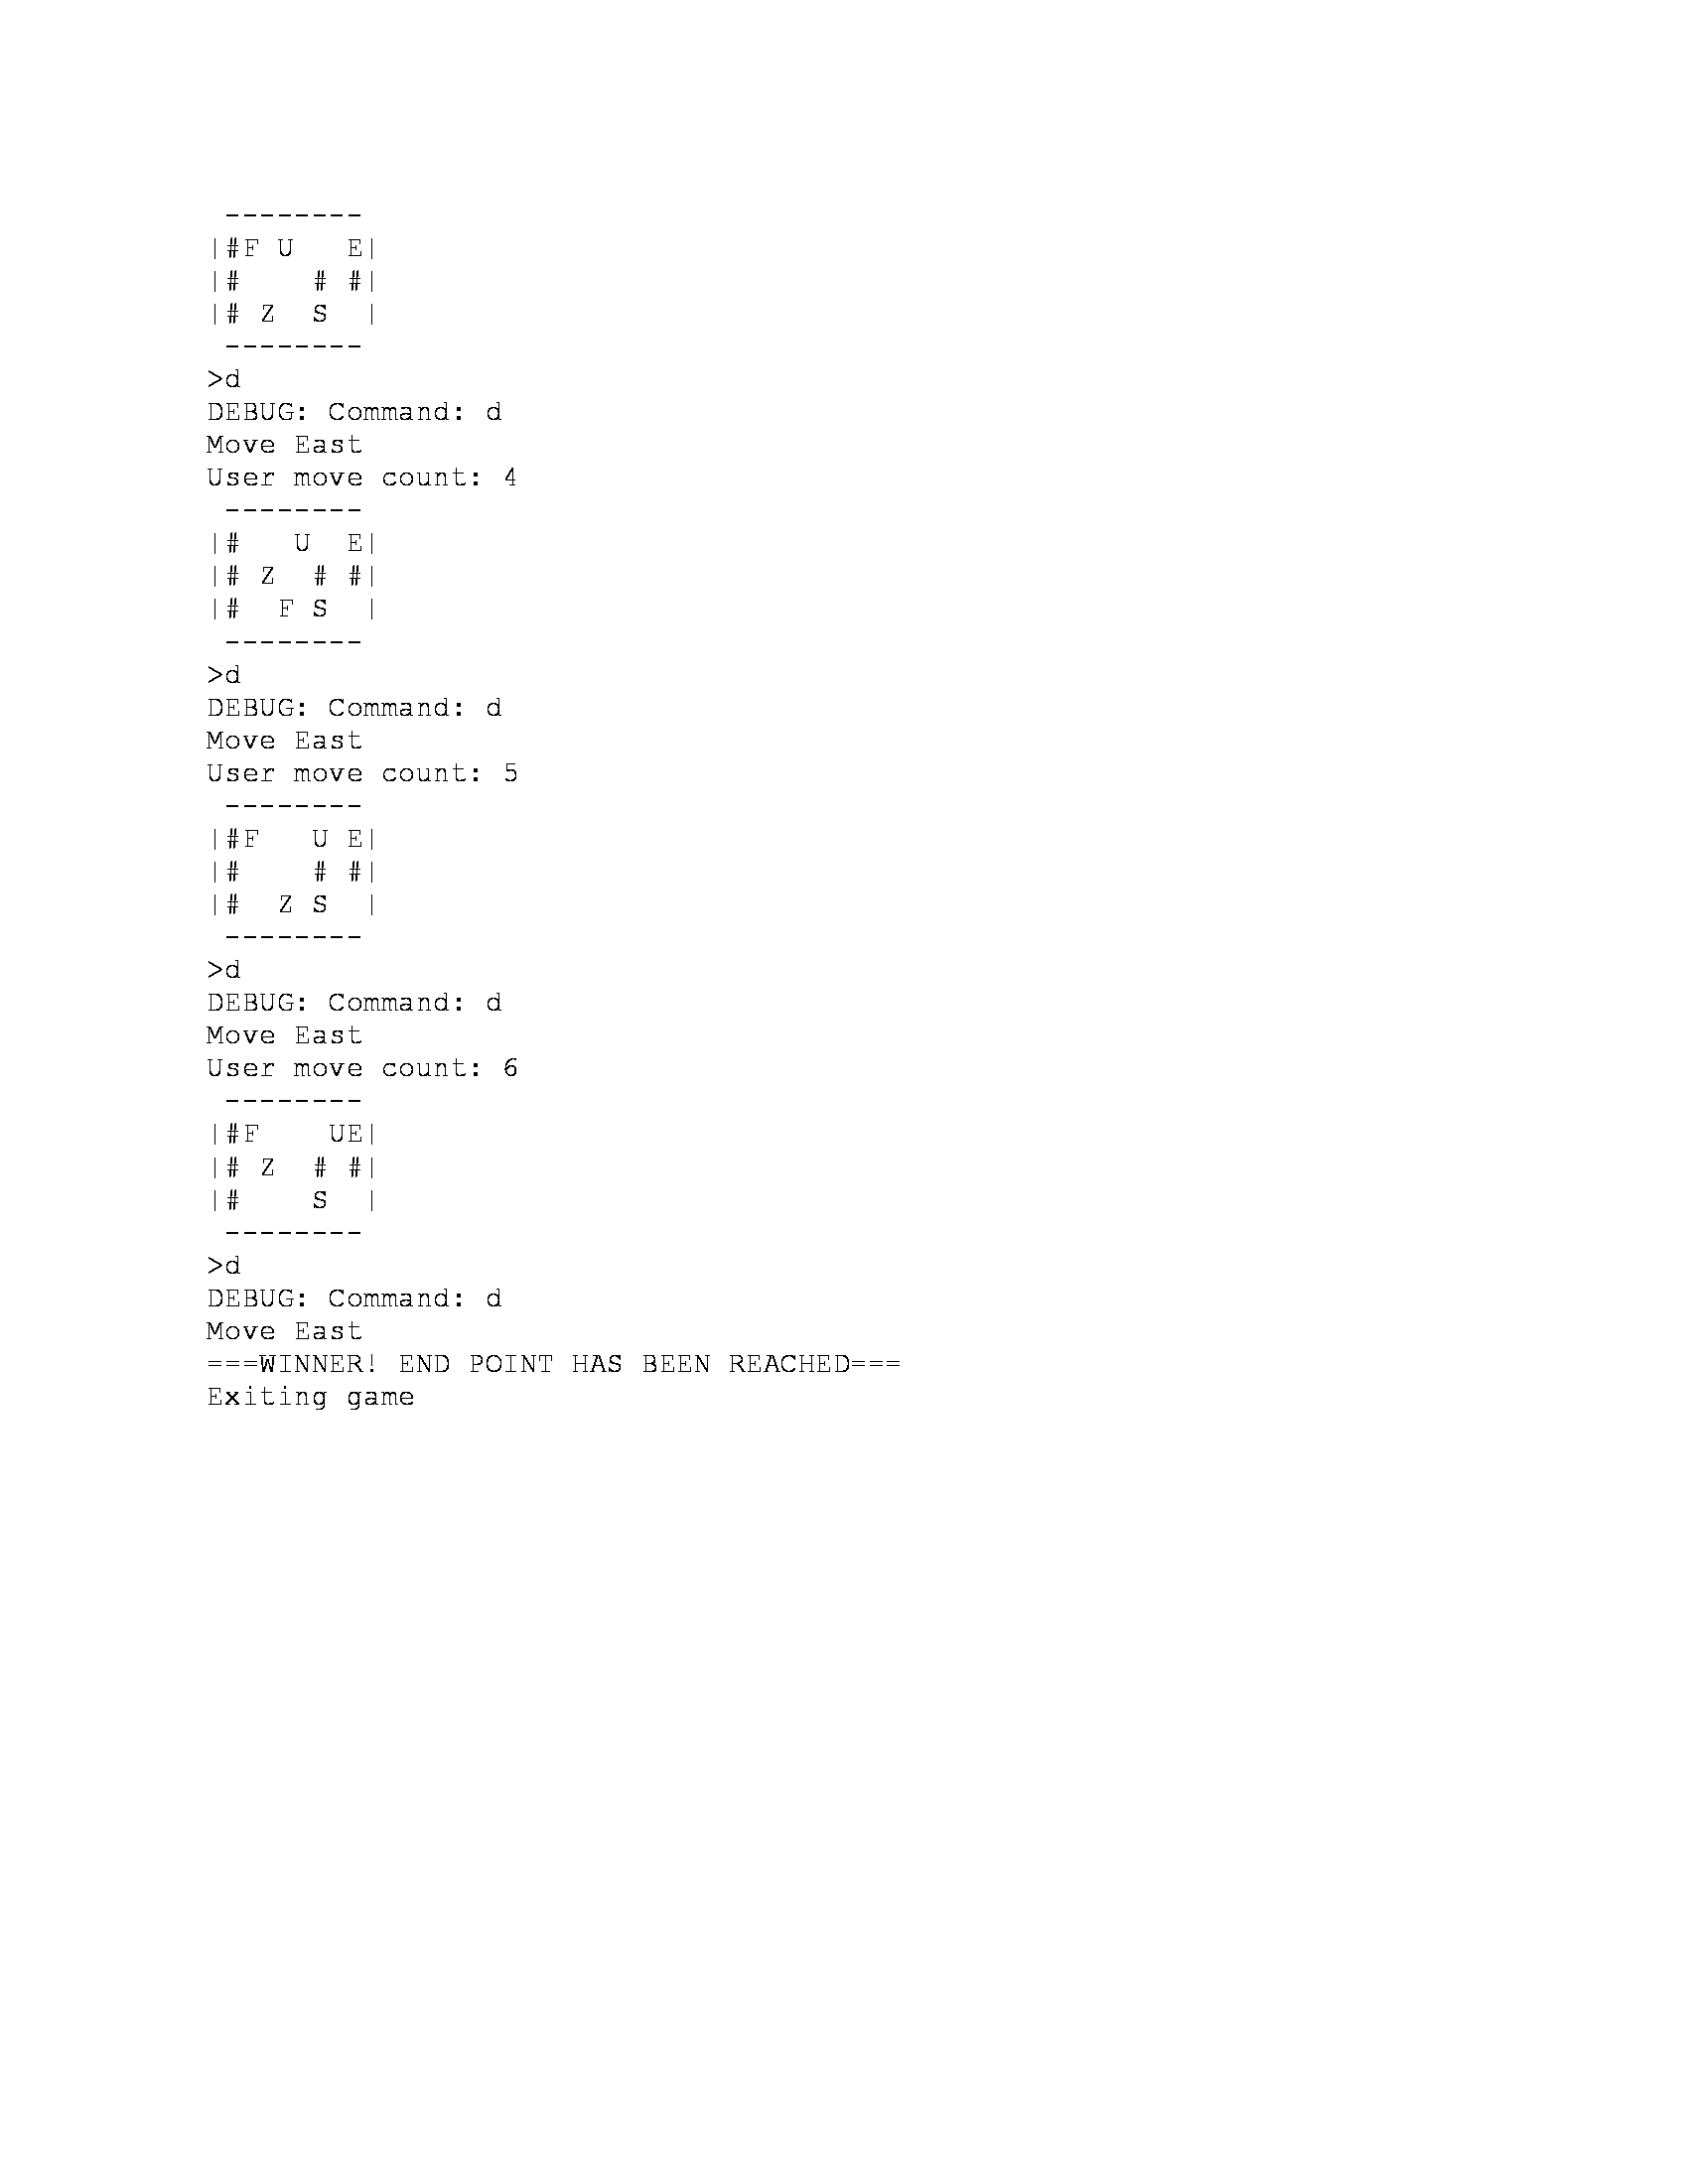 --------
|#F U   E|
|#    # #|
|# Z  S  |
 --------
>d
DEBUG: Command: d
Move East
User move count: 4
 --------
|#   U  E|
|# Z  # #|
|#  F S  |
 --------
>d
DEBUG: Command: d
Move East
User move count: 5
 --------
|#F   U E|
|#    # #|
|#  Z S  |
 --------
>d
DEBUG: Command: d
Move East
User move count: 6
 --------
|#F    UE|
|# Z  # #|
|#    S  |
 --------
>d
DEBUG: Command: d
Move East
===WINNER! END POINT HAS BEEN REACHED===
Exiting game